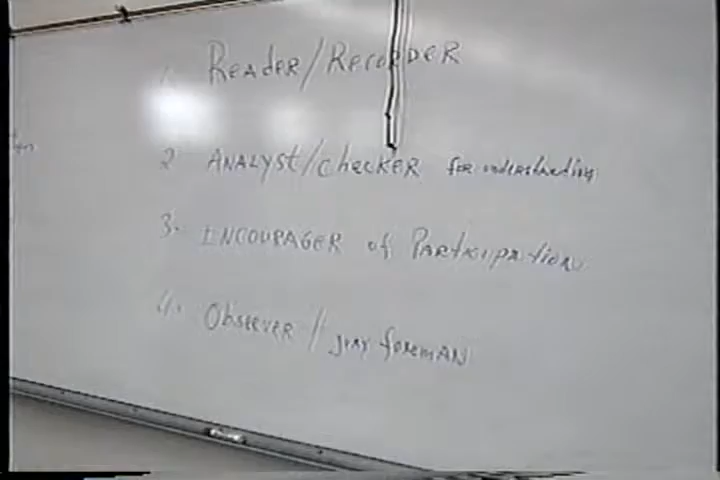 1. Reader/Recorder
2 Analyst/checker for understanding
3. Encourager of Participation
4. Observer // jury foreman